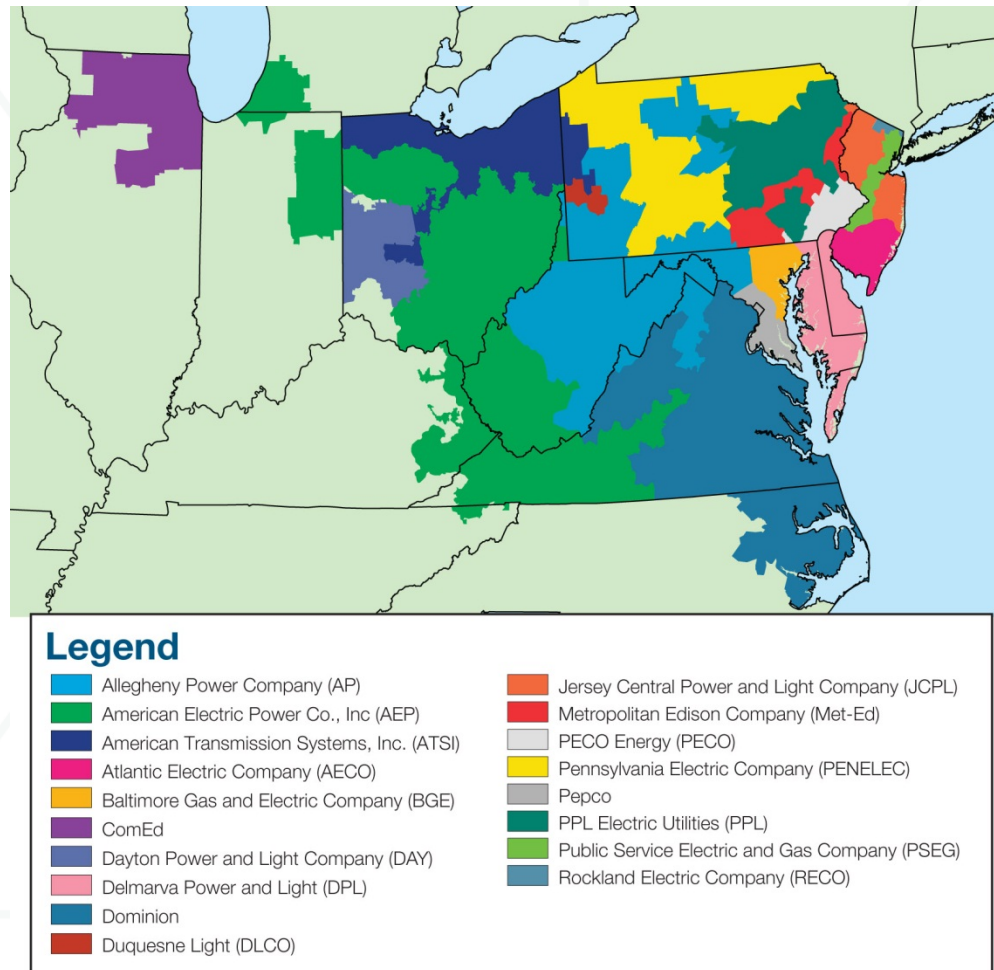 Legend
Allegheny Power Company (AP)
American Electric Power Co., Inc (AEP)
American Transmission Systems, Inc. (ATSI)
Atlantic Electric Company (AECO)
Baltimore Gas and Electric Company (BGE)
ComEd
Dayton Power and Light Company (DAY)
Delmarva Power and Light (DPL)
Dominion
Duquesne Light (DLCO)
Jersey Central Power and Light Company (JCPL)
Metropolitan Edison Company (Met-Ed)
PECO Energy (PECO)
Pennsylvania Electric Company (PENELEC)
Pepco
PPL Electric Utilities (PPL)
Public Service Electric and Gas Company (PSEG)
Rockland Electric Company (RECO)